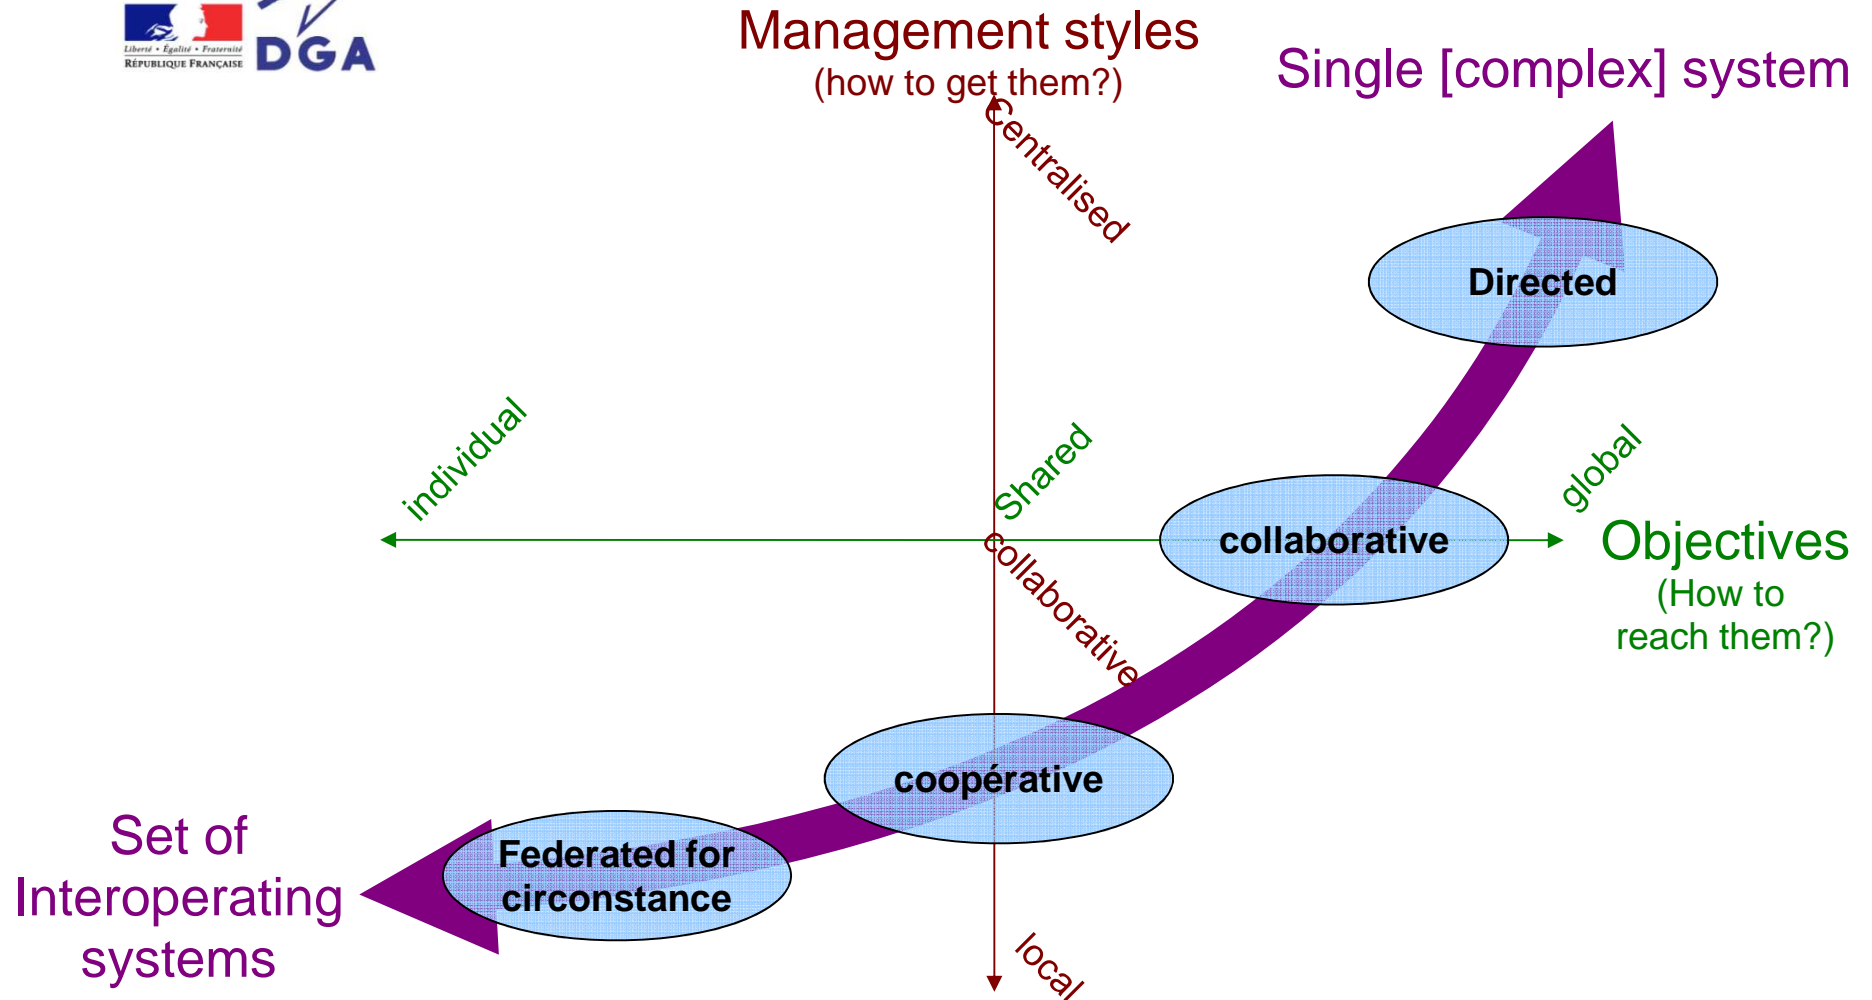 Liberté • Égalité • Fraternité
RÉPUBLIQUE FRANÇAISE
DGA
Management styles
(how to get them?)
Single [complex] system
Centralised
Directed
individual
Shared
global
collaborative
collaborative
Objectives
(How to
reach them?)
coopérative
Set of
Interoperating
systems
Federated for
circonstance
local